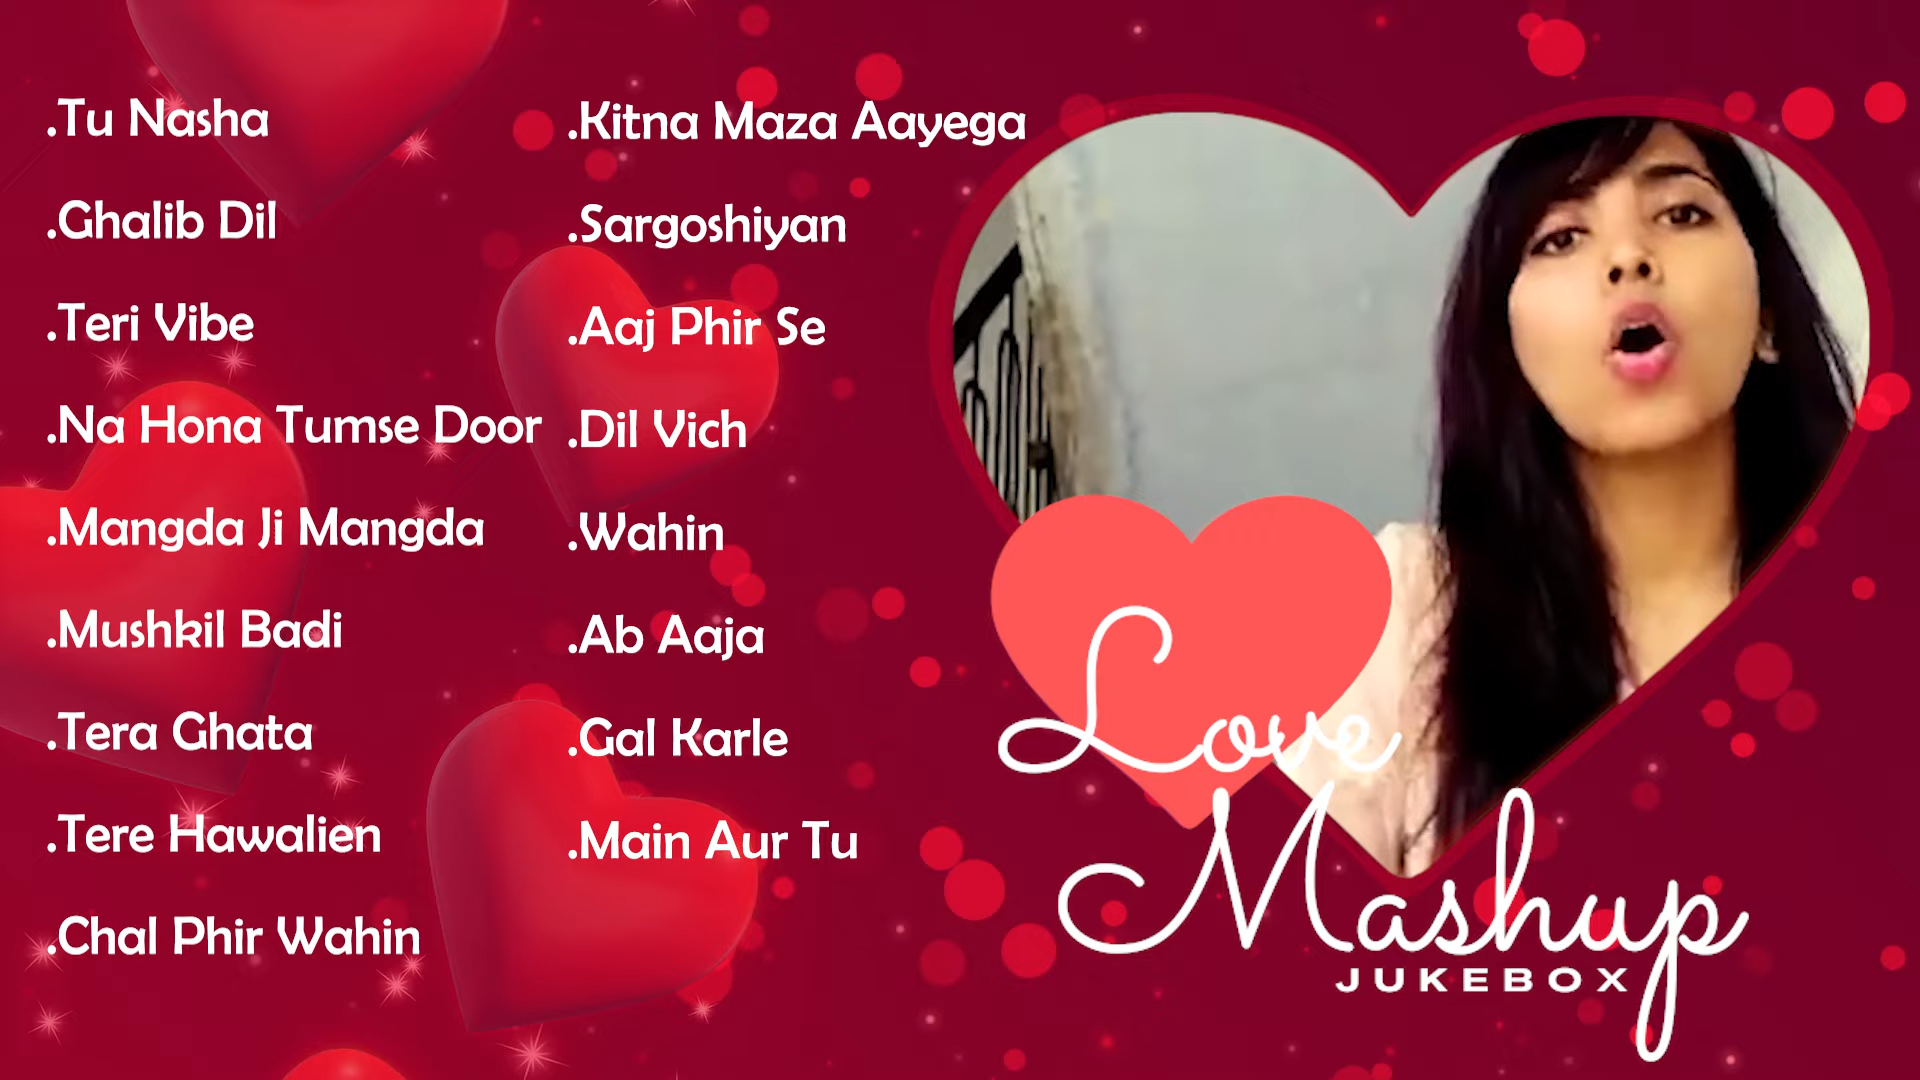 .Tu Nasha
.Ghalib Dil
.Teri Vibe
.Na Hona Tumse Door
.Mangda Ji Mangda
.Mushkil Badi
.Tera Ghata
.Tere Hawalien
.Chal Phir Wahin
.Kitna Maza Aayega
.Sargoshiyan
.Aaj Phir Se
.Dil Vich
.Wahin
.Ab Aaja
.Gal Karle
.Main Aur Tu
Love
Mashup
JUKEBOX